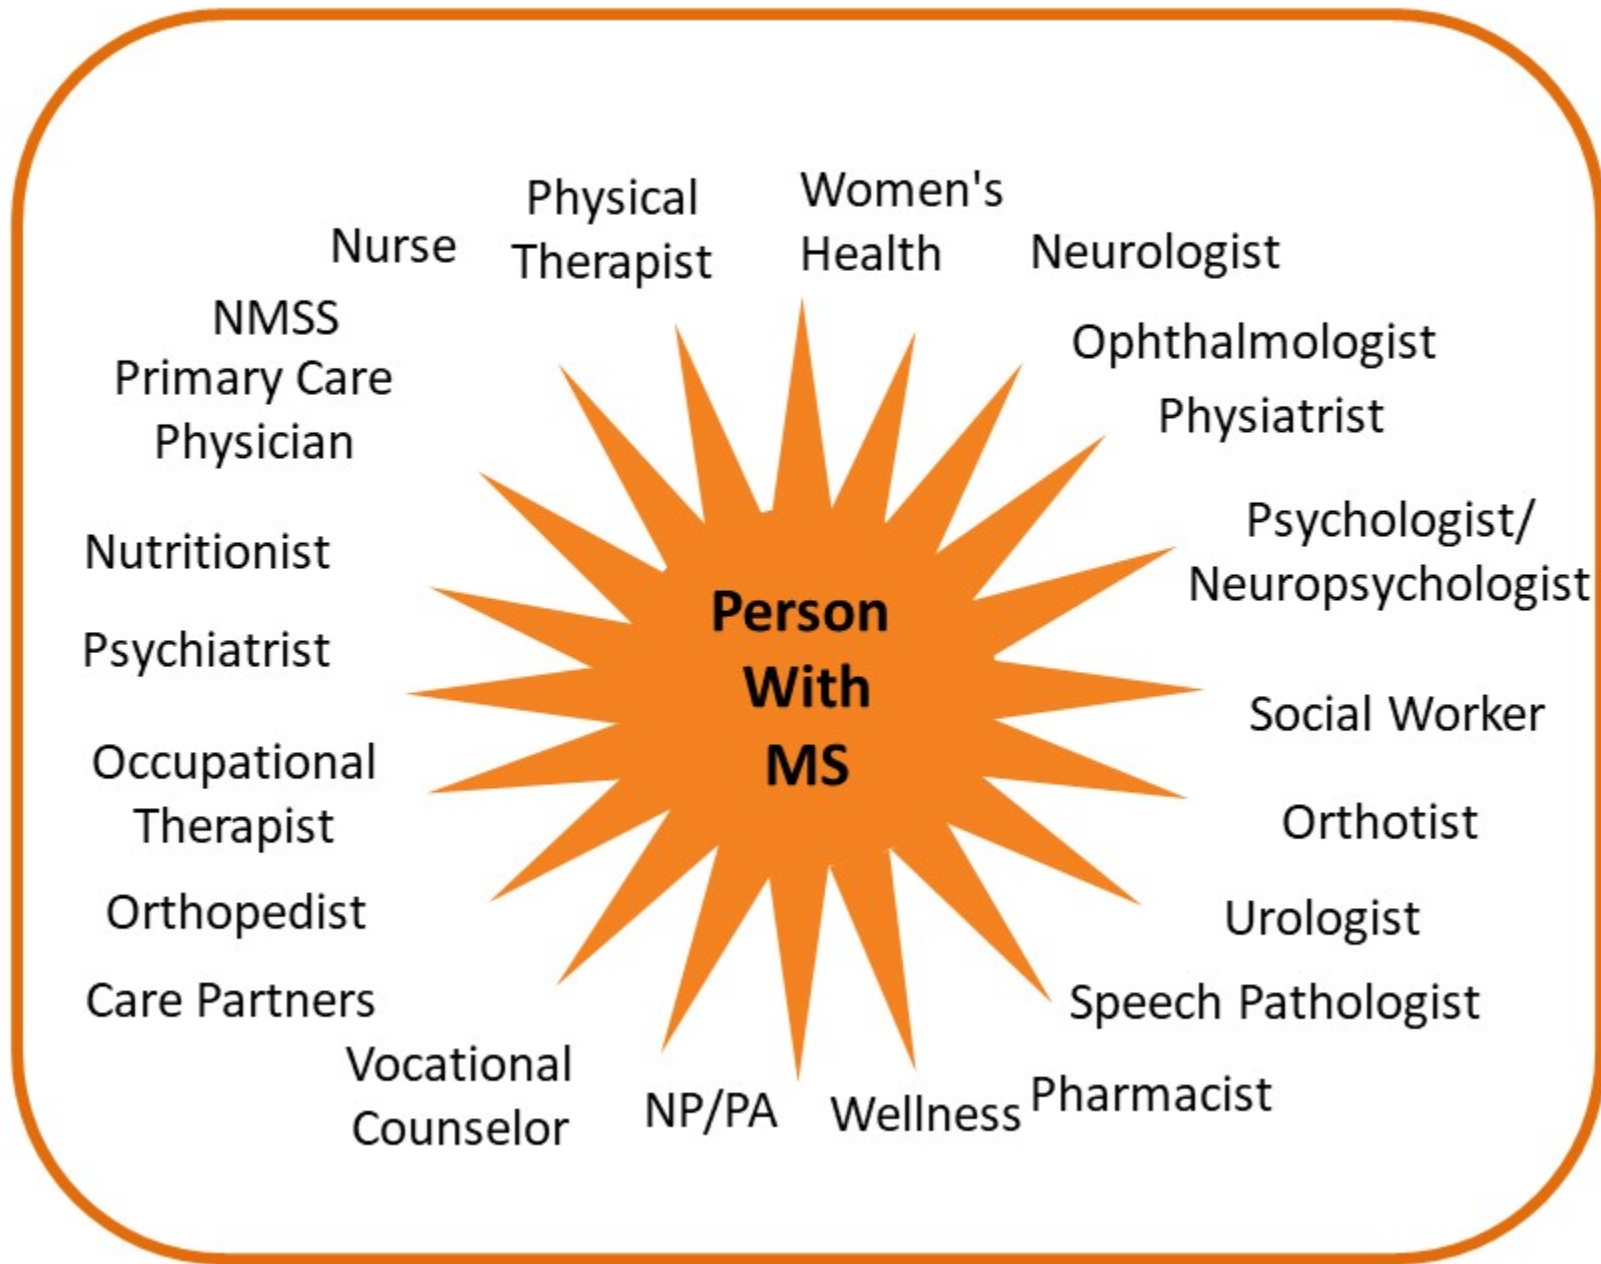 Physical
Therapist
Women's
Health
Nurse
Neurologist
NMSS
Primary Care
Physician
Ophthalmologist
Physiatrist
Nutritionist
Psychologist/
Neuropsychologist
Psychiatrist
Person
With
MS
Social Worker
Occupational
Therapist
Orthotist
Orthopedist
Urologist
Care Partners
Speech Pathologist
Vocational
Counselor
NP/PA
Wellness
Pharmacist